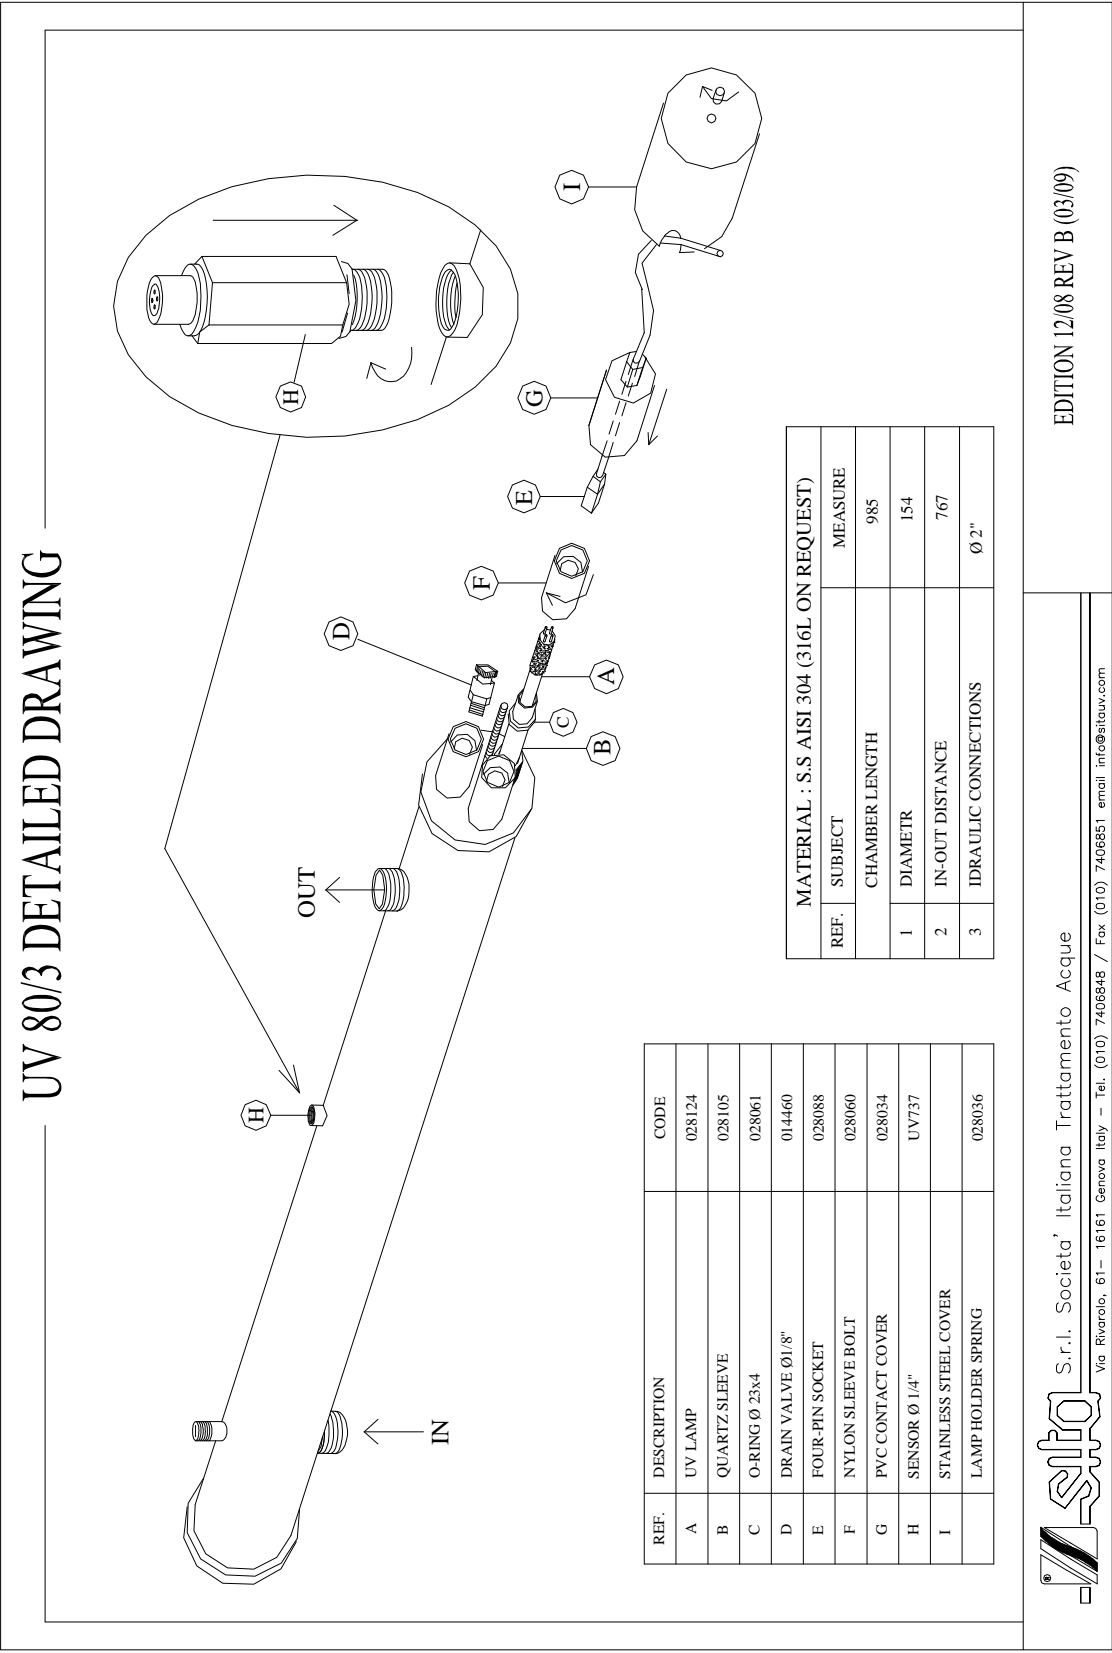 UV 80/3 DETAILED DRAWING
H
H
D
F
E
G
I
A
C
B
OUT
IN
REF. DESCRIPTION CODE
A UV LAMP 028124
B QUARTZ SLEEVE 028105
C O-RING Ø 23x4 028061
D DRAIN VALVE Ø1/8" 014460
E FOUR-PIN SOCKET 028088
F NYLON SLEEVE BOLT 028060
G PVC CONTACT COVER 028034
H SENSOR Ø 1/4" UV737
I STAINLESS STEEL COVER
LAMP HOLDER SPRING 028036
MATERIAL : S.S AISI 304 (316L ON REQUEST)
REF. SUBJECT MEASURE
CHAMBER LENGTH 985
1 DIAMETR 154
2 IN-OUT DISTANCE 767
3 IDRAULIC CONNECTIONS Ø 2"
® sita S.r.l. Societa' Italiana Trattamento Acque
Via Rivarolo, 61- 16161 Genova Italy - Tel. (010) 7406848 / Fax (010) 7406851 email info@sitauv.com
EDITION 12/08 REV B (03/09)